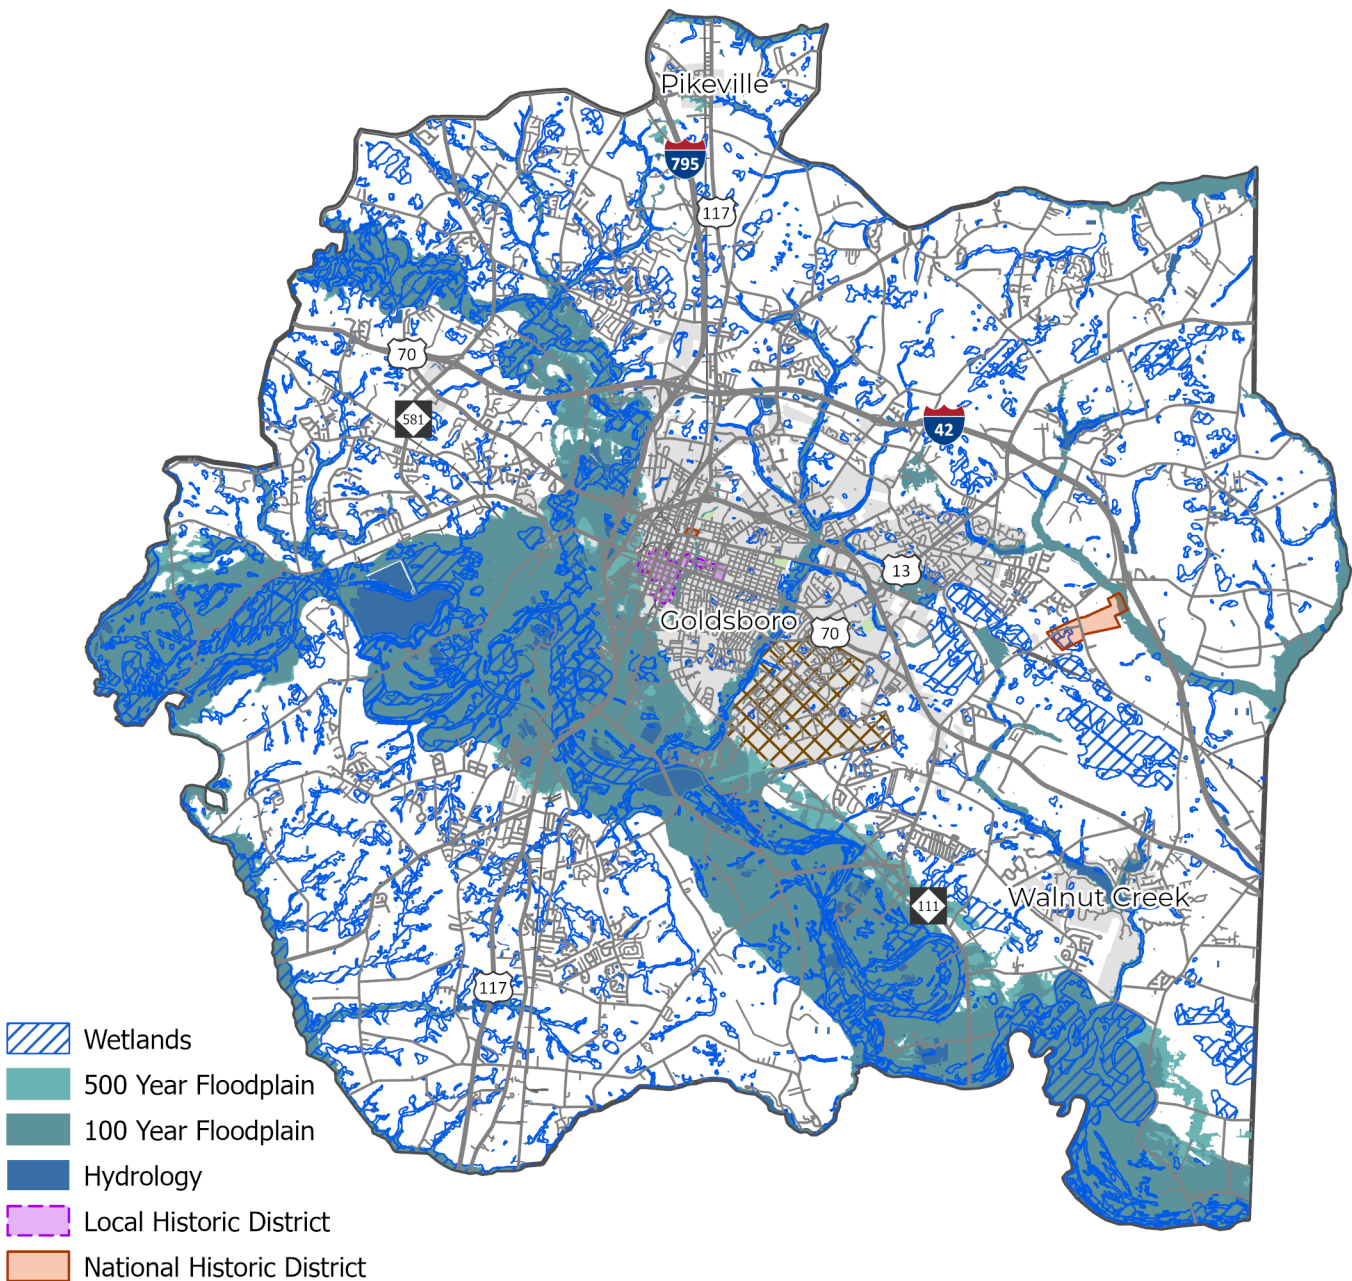 Pikeville
795
117
70
581
42
13
Goldsboro
70
Walnut Creek
111
117
Wetlands
500 Year Floodplain
100 Year Floodplain
Hydrology
Local Historic District
National Historic District